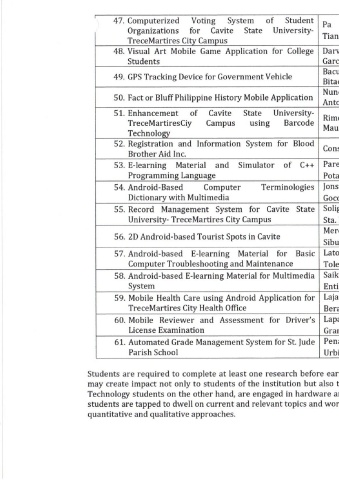 47. Computerized Voting System of Student
Organizations for Cavite State University-
TreceMartires City Campus
Pa
Tian
48. Visual Art Mobile Game Application for College
Students
Darv
Garc
49. GPS Tracking Device for Government Vehicle
Bacu
Bitag
50. Fact or Bluff Philippine History Mobile Application
Nun
Anto
51. Enhancement of Cavite State University-
TreceMartiresCiy Campus using Barcode
Technology
Rime
Mau
52. Registration and Information System for Blood
Brother Aid Inc.
Cons
53. E-learning Material and Simulator of C++
Programming Language
Pare
Pota
54. Android-Based Computer Terminologies
Dictionary with Multimedia
Jons
Goco
55. Record Management System for Cavite State
University- TreceMartires City Campus
Solig
Sta.
56. 2D Android-based Tourist Spots in Cavite
Mero
Sibu
57. Android-based E-learning Material for Basic
Computer Troubleshooting and Maintenance
Lato
Tole
58. Android-based E-learning Material for Multimedia
System
Saik
Enti
59. Mobile Health Care using Android Application for
TreceMartires City Health Office
Laja
Bera
60. Mobile Reviewer and Assessment for Driver's
License Examination
Lapa
Gran
61. Automated Grade Management System for St. Jude
Parish School
Pena
Urbi
Students are required to complete at least one research before ear
may create impact not only to students of the institution but also t
Technology students on the other hand, are engaged in hardware a
students are tapped to dwell on current and relevant topics and wor
quantitative and qualitative approaches.